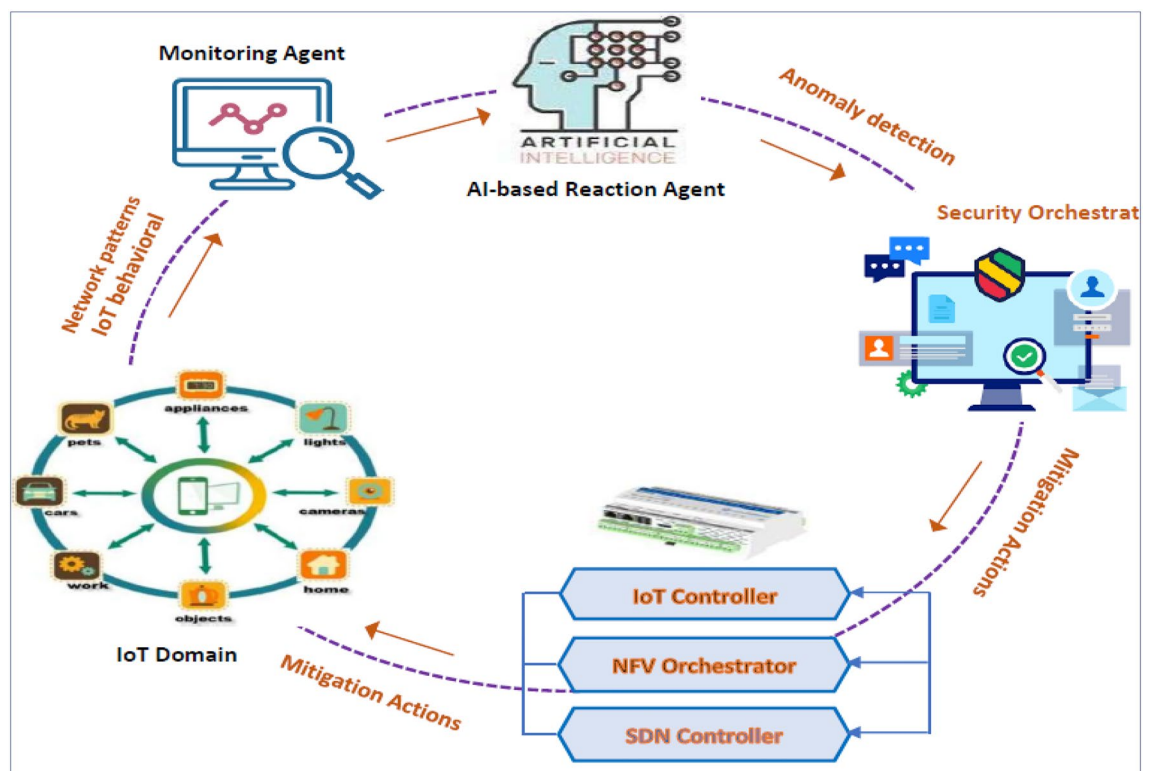 Monitoring Agent
ARTIFICIAL
INTELLIGENCE
AI-based Reaction Agent
Anomaly detection
Security Orchestrat
Network patterns
IoT behavioral
appliances
pets
lights
cars
cameras
work
home
objects
IoT Domain
Mitigation Actions
IoT Controller
NFV Orchestrator
SDN Controller
Mitigation Actions